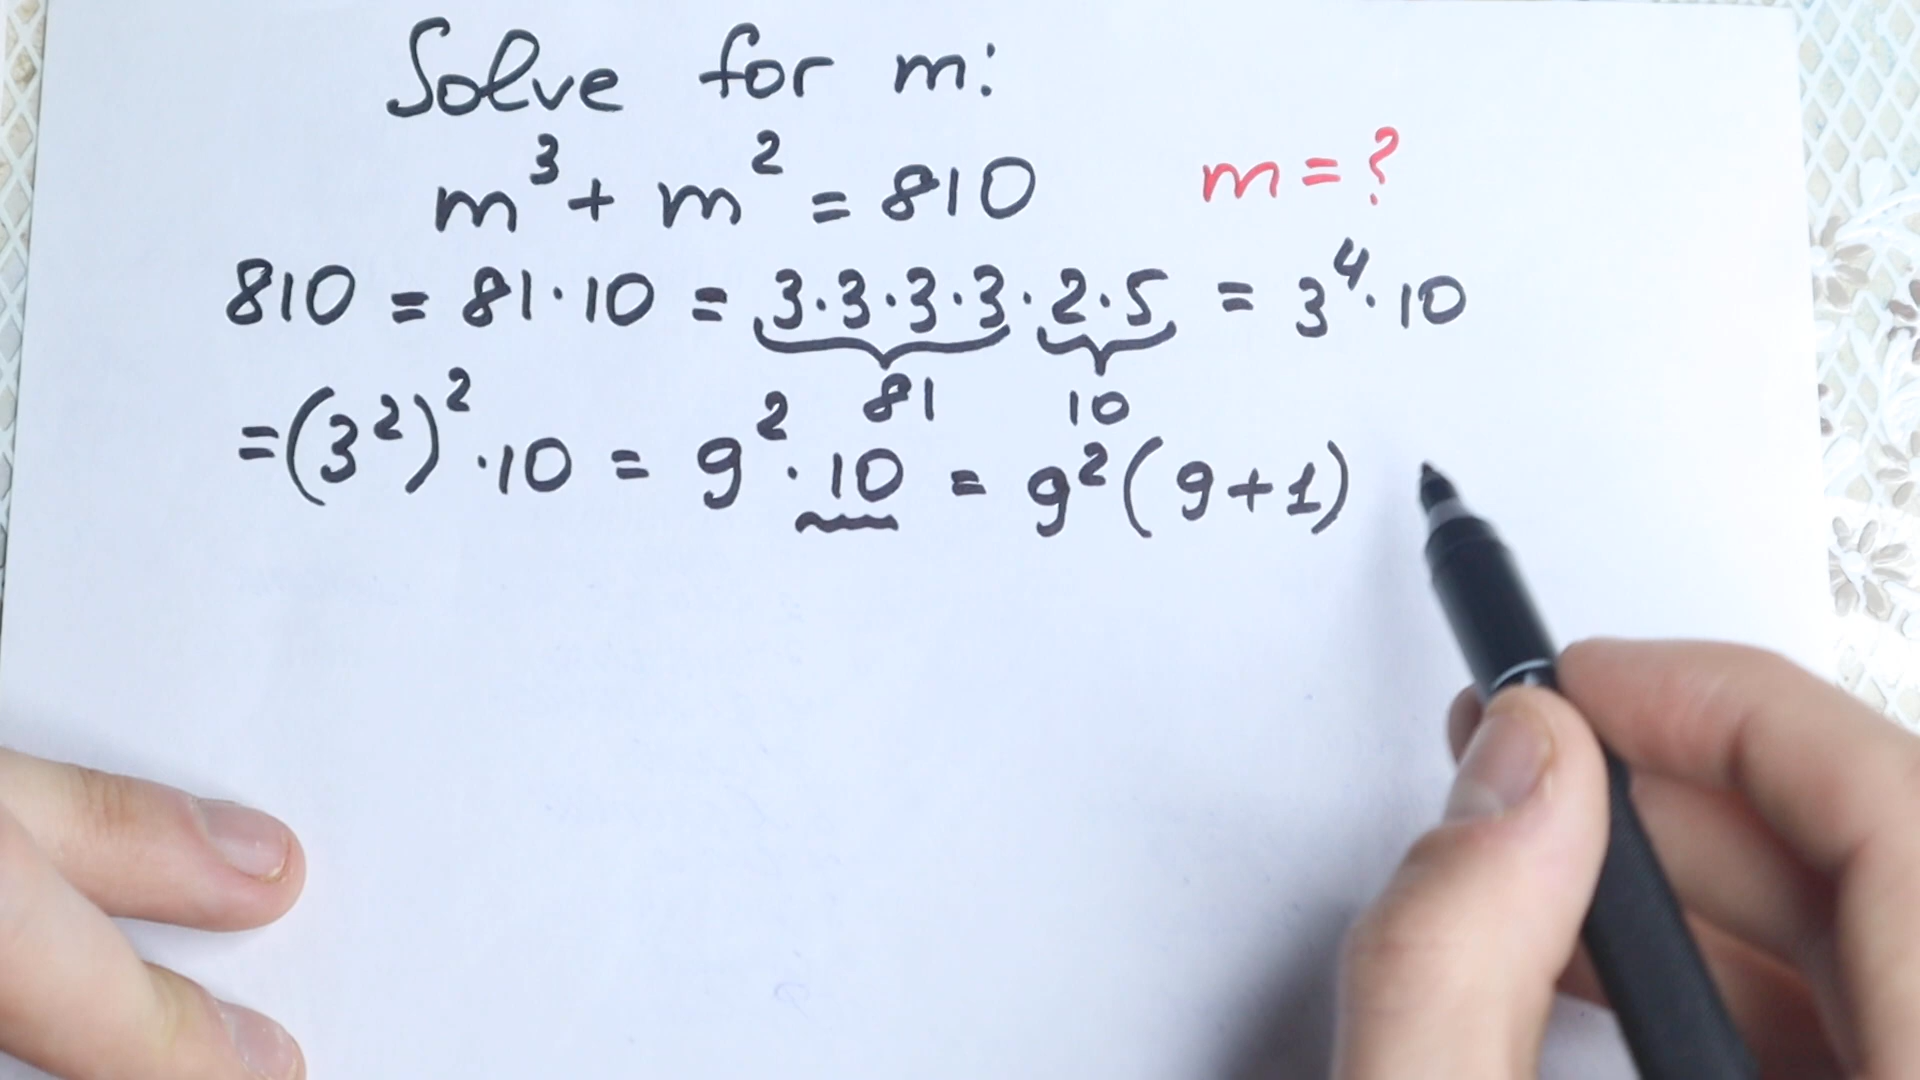 Solve for m:
m³ + m² = 810
m = ?
810 = 81·10 = 3·3·3·3·2·5 = 3⁴·10
81 10
=(3²)²·10 = 9²·10 = 9²(9+1)